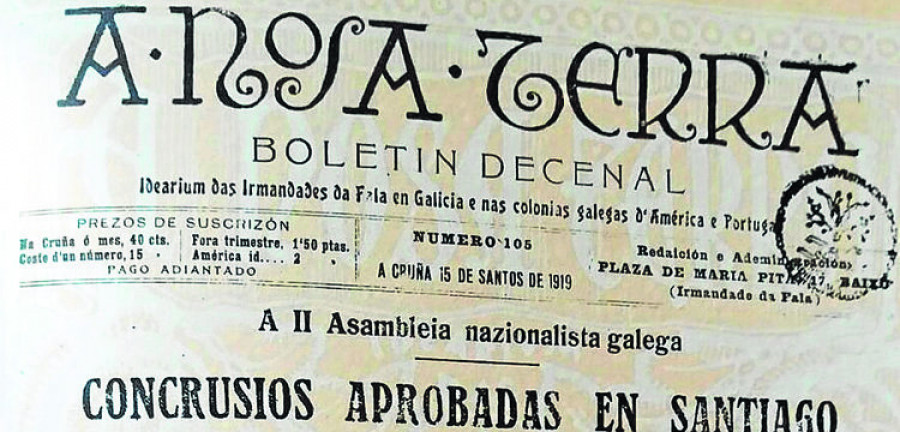 A·NOSA·TERRA
BOLETIN DECENAL
Idearium das Irmandades da Fala en Galicia e nas colonias galegas d'América e Portugal
PREZOS DE SUSCRIZÓN
Na Cruña ó mes, 40 cts.
Coste d'un número, 15 »
Fora trimestre, 1'50 ptas.
América id.... 2 »
PAGO ADIANTADO
NUMERO 105
A CRUÑA 15 DE SANTOS DE 1919
Redaición e Administración:
PLAZA DE MARIA PITA, 17, BAIXO
(Irmandade da Fala)
A II Asambleia nazionalista galega
CONCRUSIOS APROBADAS EN SANTIAGO